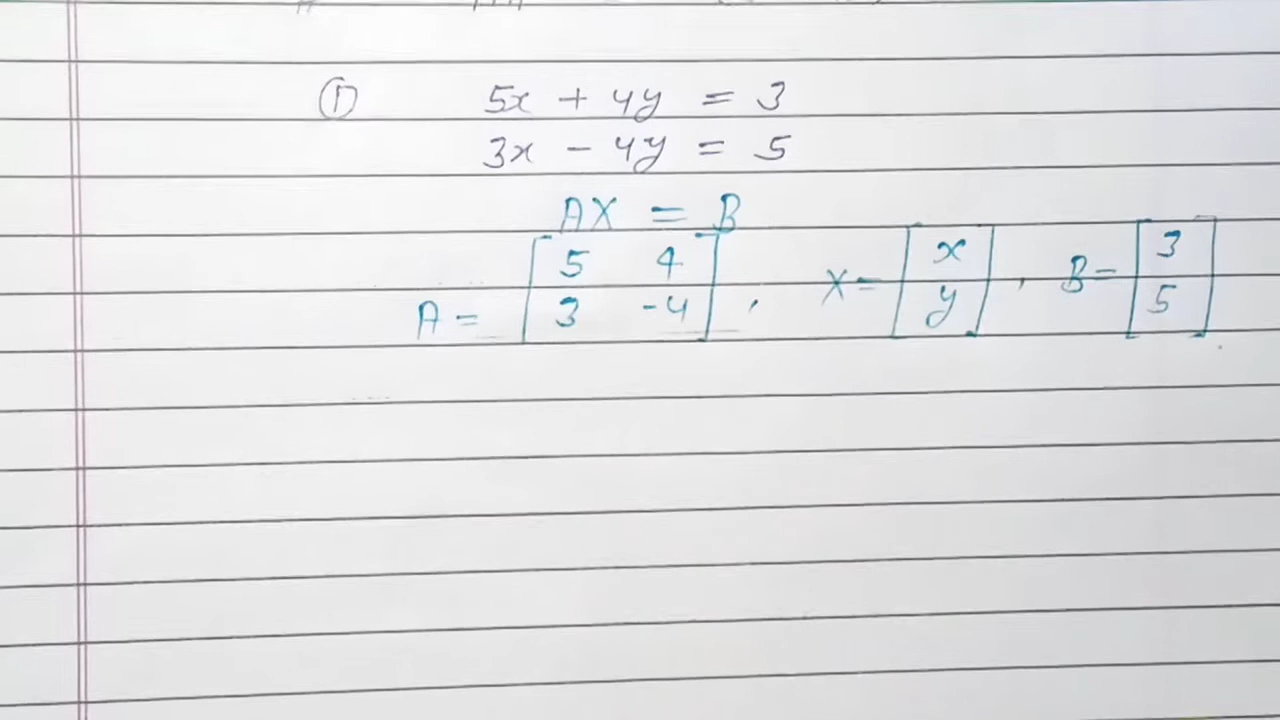 ① 5x + 4y = 3
3x - 4y = 5
AX = B
A = [5 4
3 -4], X = [x
y], B = [3
5]